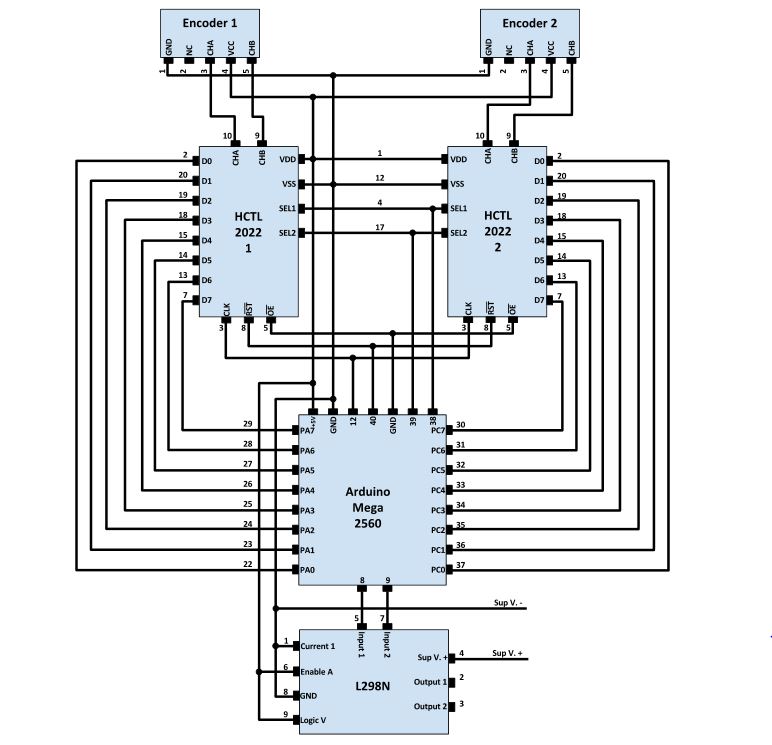 Encoder 1
Encoder 2
GND NC CHA VCC CHB
GND NC CHA VCC CHB
1 2 3 4 5
1 2 3 4 5
10 9
10 9
CHA CHB
CHA CHB
2 D0 VDD 1 VDD D0 2
20 D1 VSS 12 VSS D1 20
19 D2 SEL1 4 SEL1 D2 19
18 D3 SEL2 17 SEL2 D3 18
HCTL
2022
1
HCTL
2022
2
15 D4 D4 15
14 D5 D5 14
13 D6 D6 13
7 D7 D7 7
CLK RST OE
CLK RST OE
3 8 5
3 8 5
+5V GND 12 40 GND 39 38
29 PA7 PC7 30
28 PA6 PC6 31
27 PA5 PC5 32
26 PA4 PC4 33
25 PA3 PC3 34
24 PA2 PC2 35
23 PA1 PC1 36
22 PA0 PC0 37
Arduino
Mega
2560
8 9
Sup V. -
5 7
Input 1 Input 2
1 Current 1
6 Enable A
8 GND
9 Logic V
L298N
Sup V. + 4 Sup V. +
Output 1 2
Output 2 3